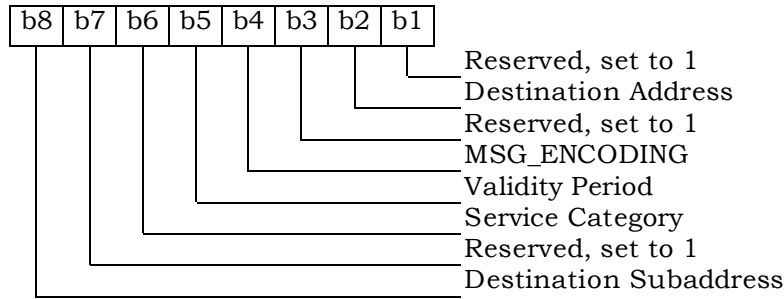 b8 b7 b6 b5 b4 b3 b2 b1
Reserved, set to 1
Destination Address
Reserved, set to 1
MSG_ENCODING
Validity Period
Service Category
Reserved, set to 1
Destination Subaddress